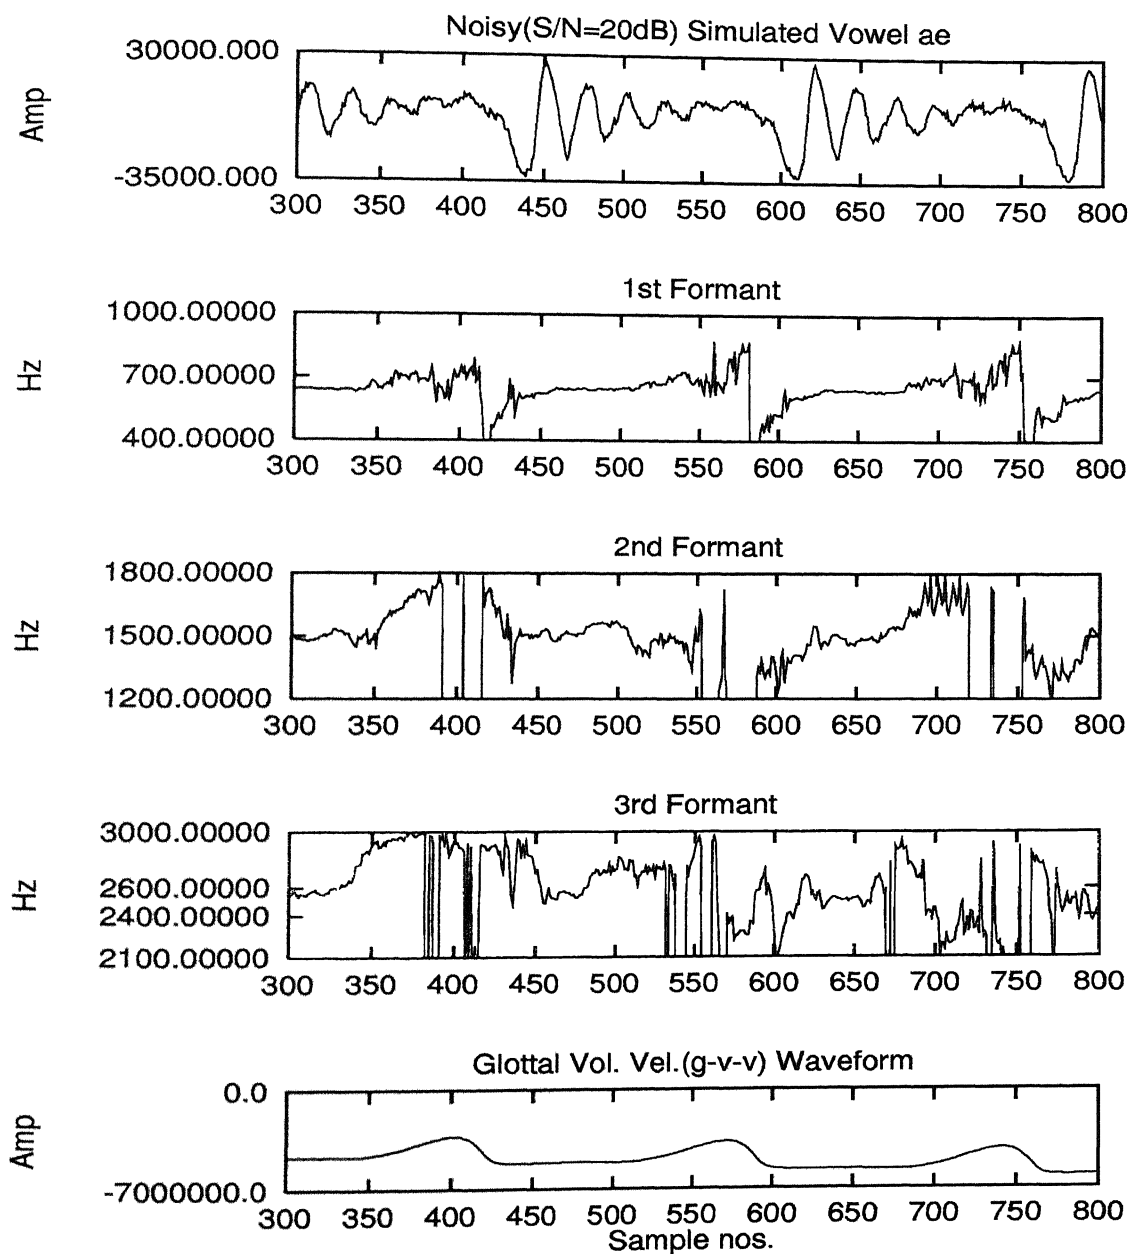 Noisy(S/N=20dB) Simulated Vowel ae
30000.000
Amp
-35000.000
300 350 400 450 500 550 600 650 700 750 800
1st Formant
1000.00000
Hz
700.00000
400.00000
300 350 400 450 500 550 600 650 700 750 800
2nd Formant
1800.00000
Hz
1500.00000
1200.00000
300 350 400 450 500 550 600 650 700 750 800
3rd Formant
3000.00000
Hz
2600.00000
2400.00000
2100.00000
300 350 400 450 500 550 600 650 700 750 800
Glottal Vol. Vel.(g-v-v) Waveform
0.0
Amp
-7000000.0
300 350 400 450 500 550 600 650 700 750 800
Sample nos.